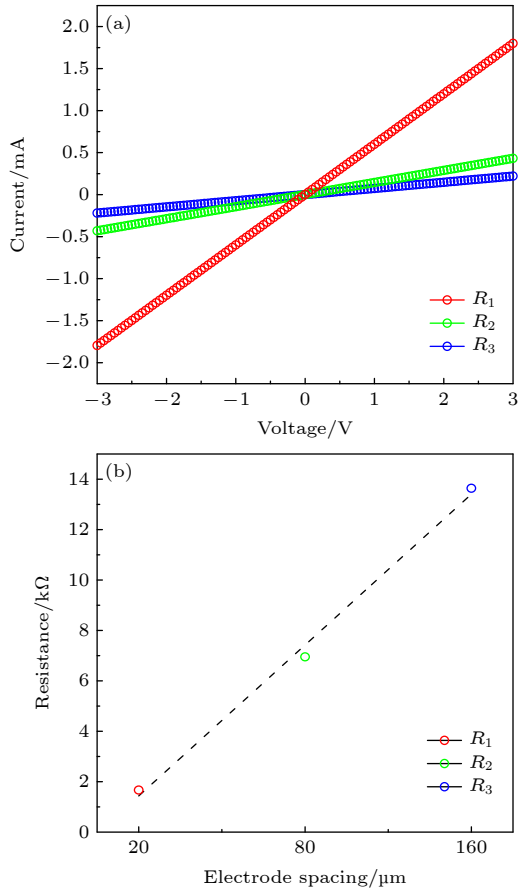 (a)
2.0
1.5
1.0
0.5
0
−0.5
−1.0
−1.5
−2.0
Current/mA
R1
R2
R3
−3
−2
−1
0
1
2
3
Voltage/V
(b)
14
12
10
8
6
4
2
0
Resistance/kΩ
R1
R2
R3
20
80
160
Electrode spacing/µm